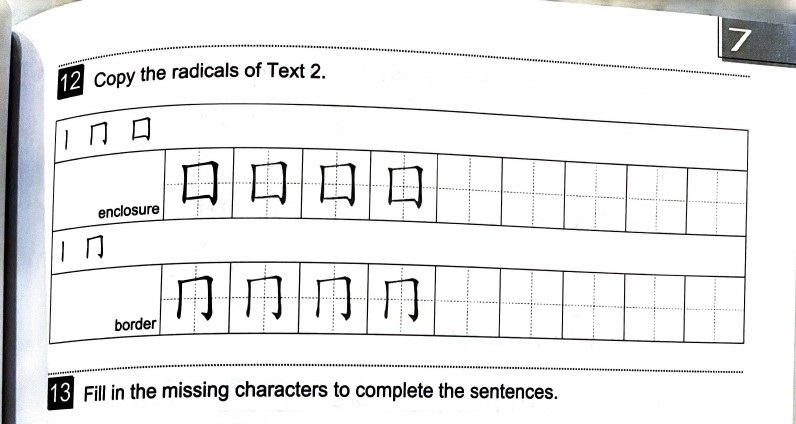 7
12 Copy the radicals of Text 2.
丨 冂 囗
enclosure 囗 囗 囗 囗
丨 冂
border 冂 冂 冂 冂
13 Fill in the missing characters to complete the sentences.